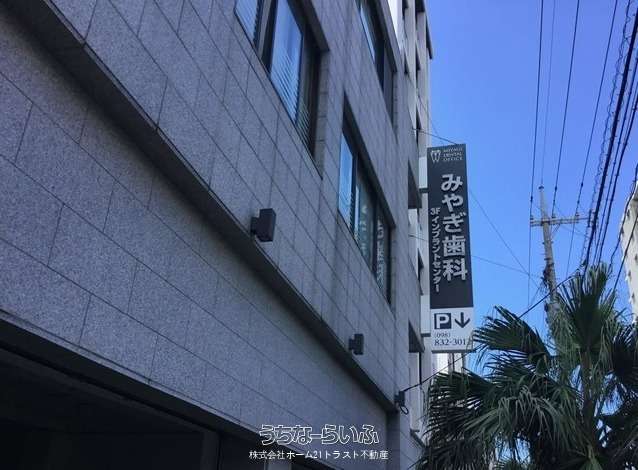 MIYAGI
DENTAL
OFFICE
みやぎ歯科
3Fインプラントセンター
P↓
(098)
832-301
うちなーらいふ
株式会社ホーム21トラスト不動産